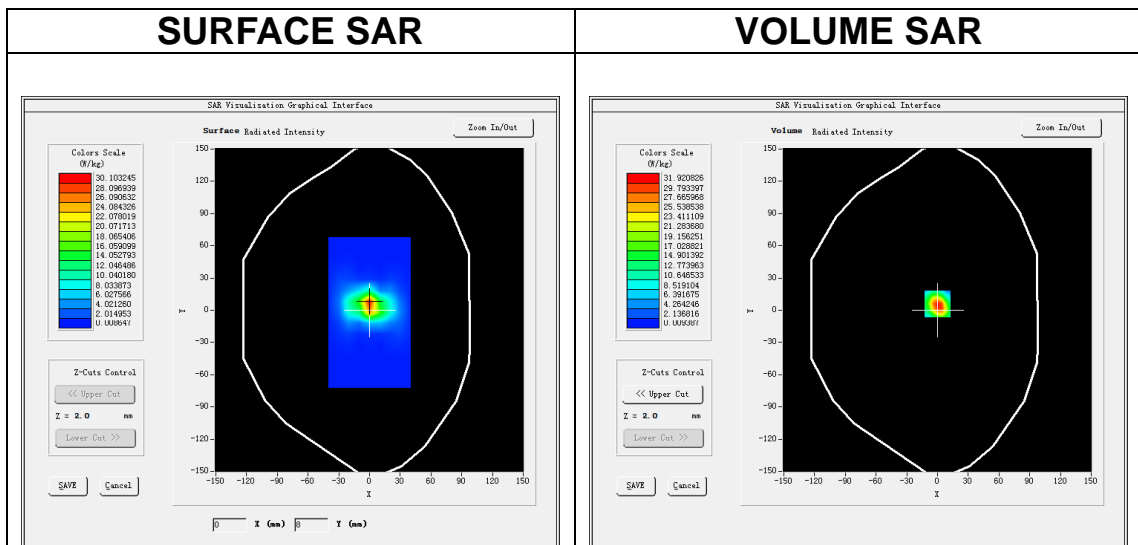 SURFACE SAR
SAR Visualisation Graphical Interface
Surface Radiated Intensity
Zoom In/Out
Colors Scale
(W/kg)
30.103245
28.096939
26.090632
24.084326
22.078019
20.071713
18.065406
16.059099
14.052793
12.046486
10.040180
8.033873
6.027566
4.021260
2.014953
0.008647
150
120
90
60
30
0
-30
-60
-90
-120
-150
Y
-150 -120 -90 -60 -30 0 30 60 90 120 150
X
Z-Cuts Control
<< Upper Cut
Z = 2.0 mm
Lower Cut >>
SAVE Cancel
0 X (mm) 8 Y (mm)
VOLUME SAR
SAR Visualisation Graphical Interface
Volume Radiated Intensity
Zoom In/Out
Colors Scale
(W/kg)
31.920826
29.793397
27.665968
25.538538
23.411109
21.283680
19.156251
17.028821
14.901392
12.773963
10.646533
8.519104
6.391675
4.264246
2.136816
0.009387
150
120
90
60
30
0
-30
-60
-90
-120
-150
Y
-150 -120 -90 -60 -30 0 30 60 90 120 150
X
Z-Cuts Control
<< Upper Cut
Z = 2.0 mm
Lower Cut >>
SAVE Cancel